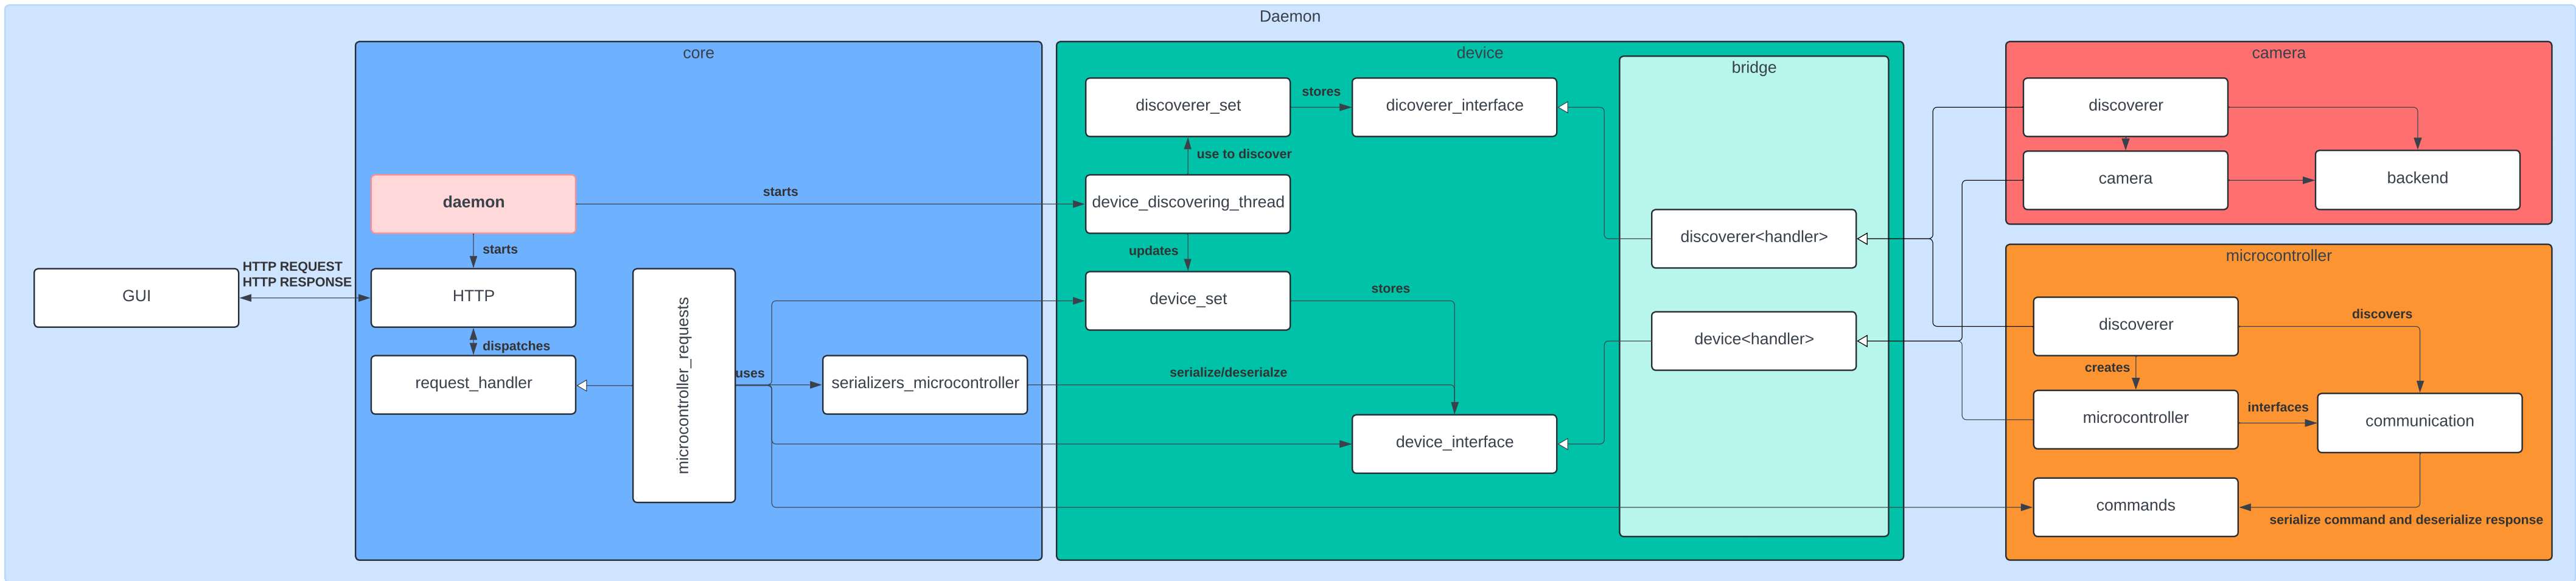 Daemon
GUI
HTTP REQUEST
HTTP RESPONSE
core
daemon
starts
starts
HTTP
dispatches
request_handler
microcontroller_requests
uses
serializers_microcontroller
serialize/deserialze
device
discoverer_set
stores
dicoverer_interface
use to discover
device_discovering_thread
updates
device_set
stores
device_interface
bridge
discoverer<handler>
device<handler>
camera
discoverer
camera
backend
microcontroller
discoverer
discovers
creates
microcontroller
interfaces
communication
commands
serialize command and deserialize response